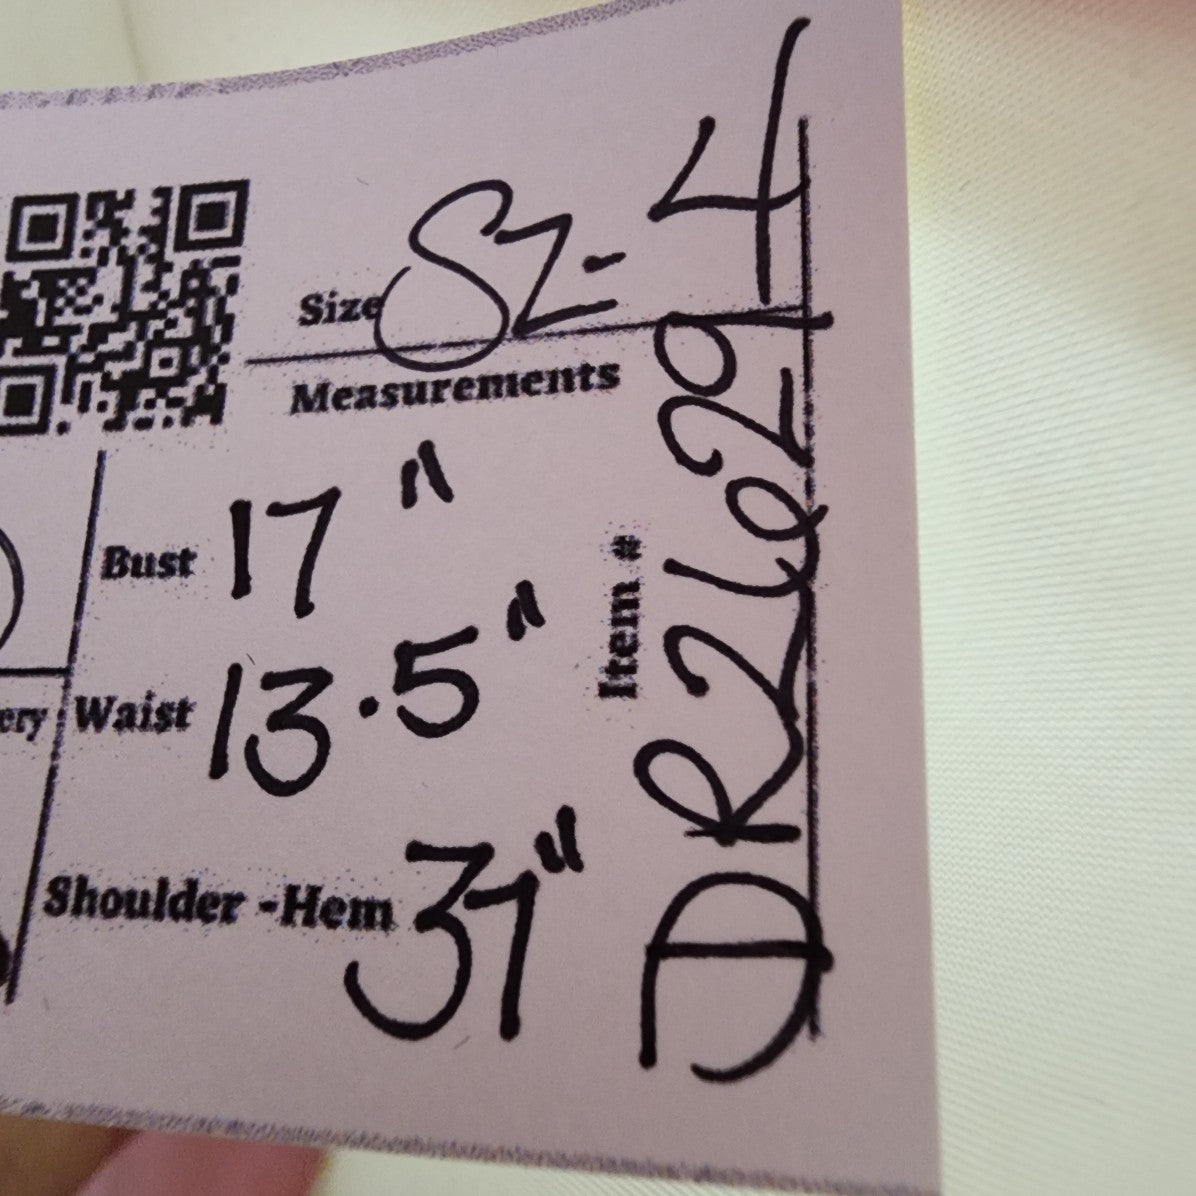 Size SZ-4
Measurements
Bust 17"
ery Waist 13.5"
Shoulder -Hem 37"
Item # DR2629